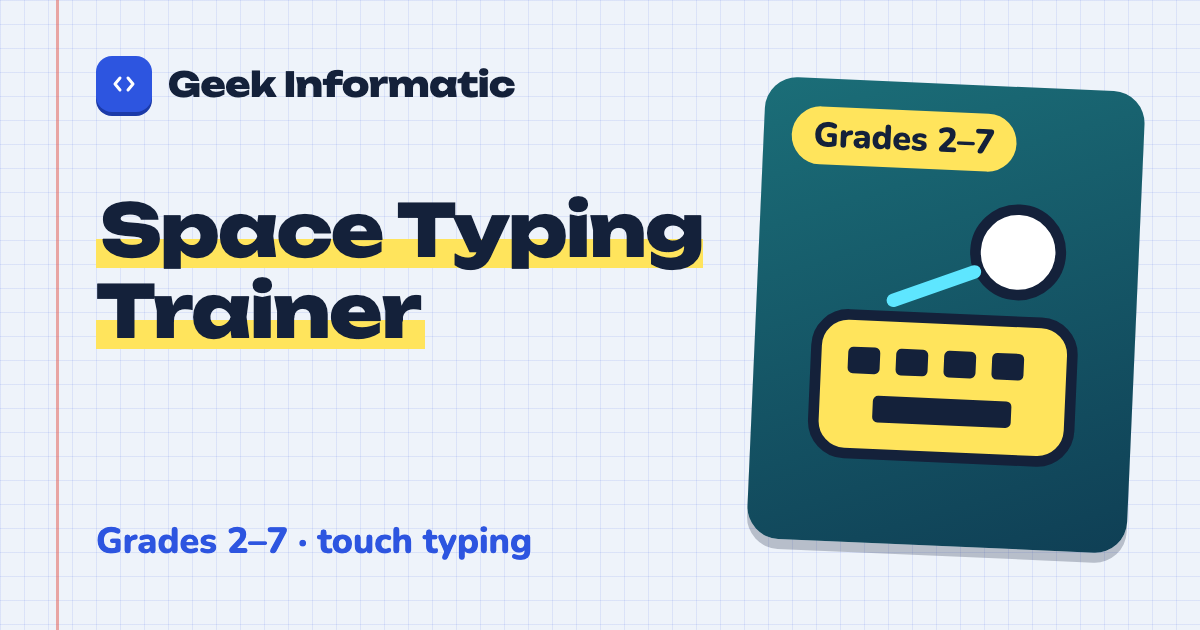 Geek Informatic
Space Typing
Trainer
Grades 2–7 · touch typing
Grades 2–7